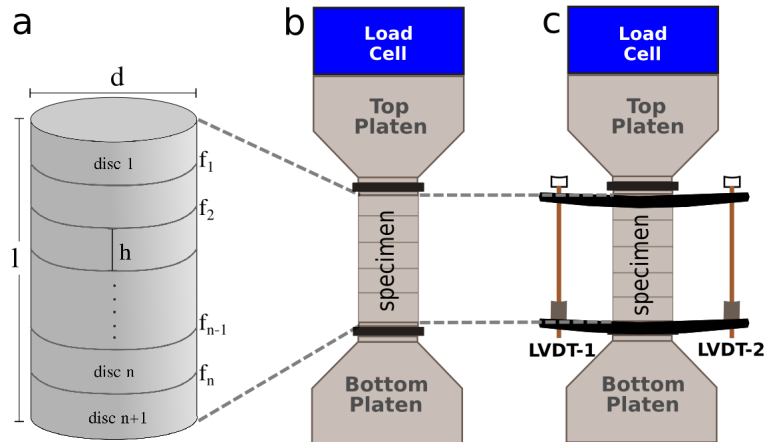 a
d
l
disc 1
f1
f2
h
fn-1
disc n
fn
disc n+1
b
Load
Cell
Top
Platen
specimen
Bottom
Platen
c
Load
Cell
Top
Platen
specimen
LVDT-1
LVDT-2
Bottom
Platen